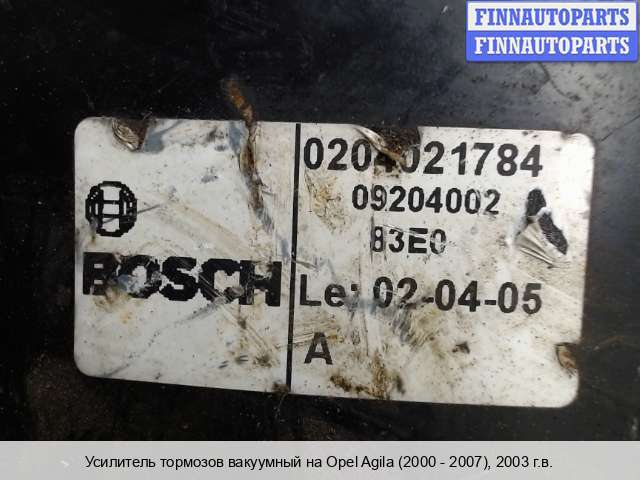 FINNAUTOPARTS
FINNAUTOPARTS
0204021784
09204002
83E0
BOSCH
Le: 02-04-05
A
Усилитель тормозов вакуумный на Opel Agila (2000 - 2007), 2003 г.в.